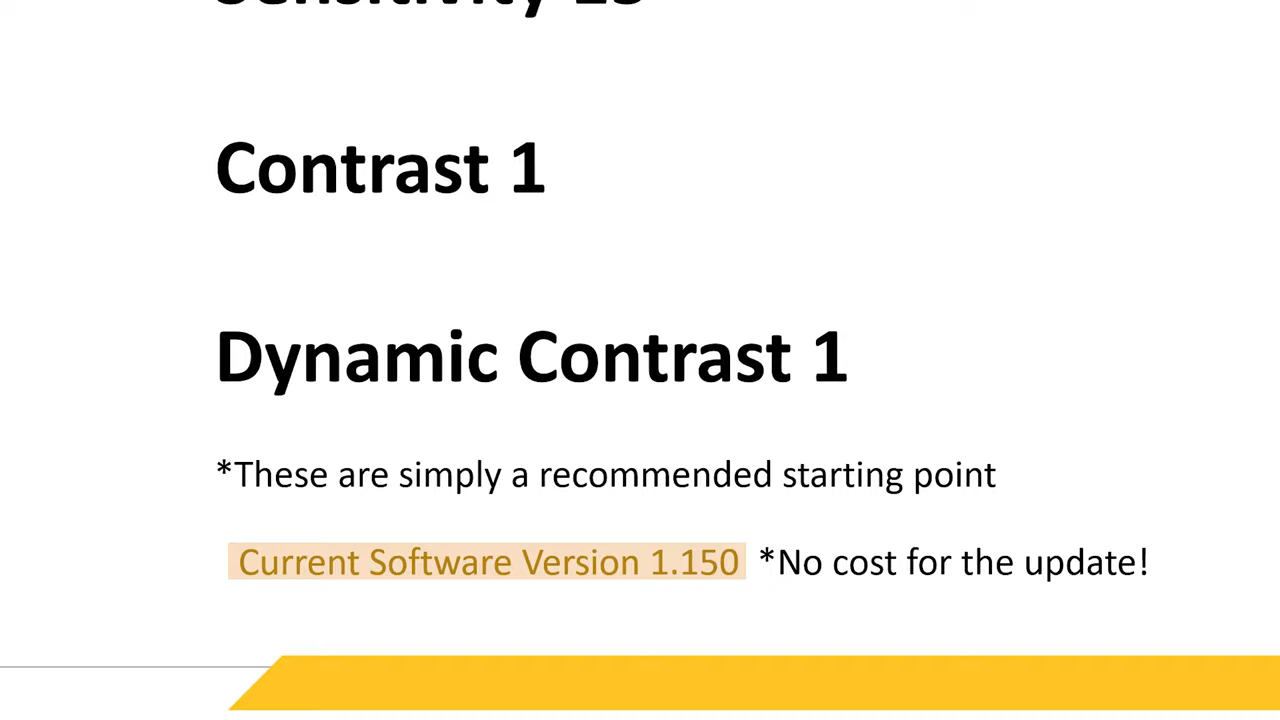 Sensitivity
Contrast 1
Dynamic Contrast 1
*These are simply a recommended starting point
Current Software Version 1.150 *No cost for the update!